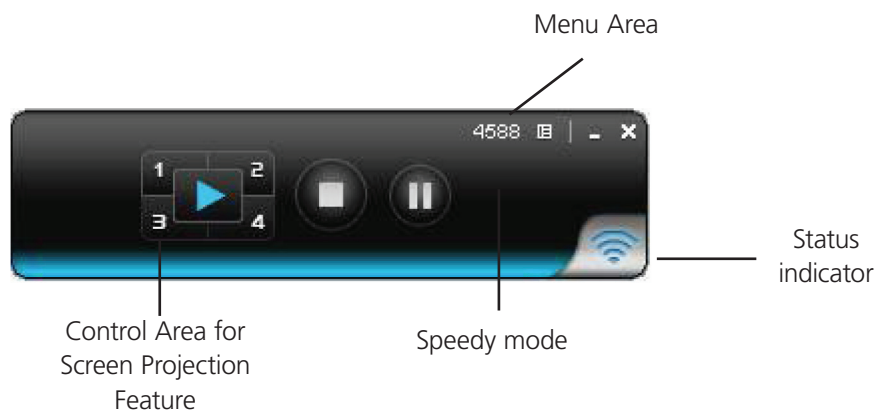 Menu Area
4588
1 2
3 4
Status
indicator
Control Area for
Screen Projection
Feature
Speedy mode